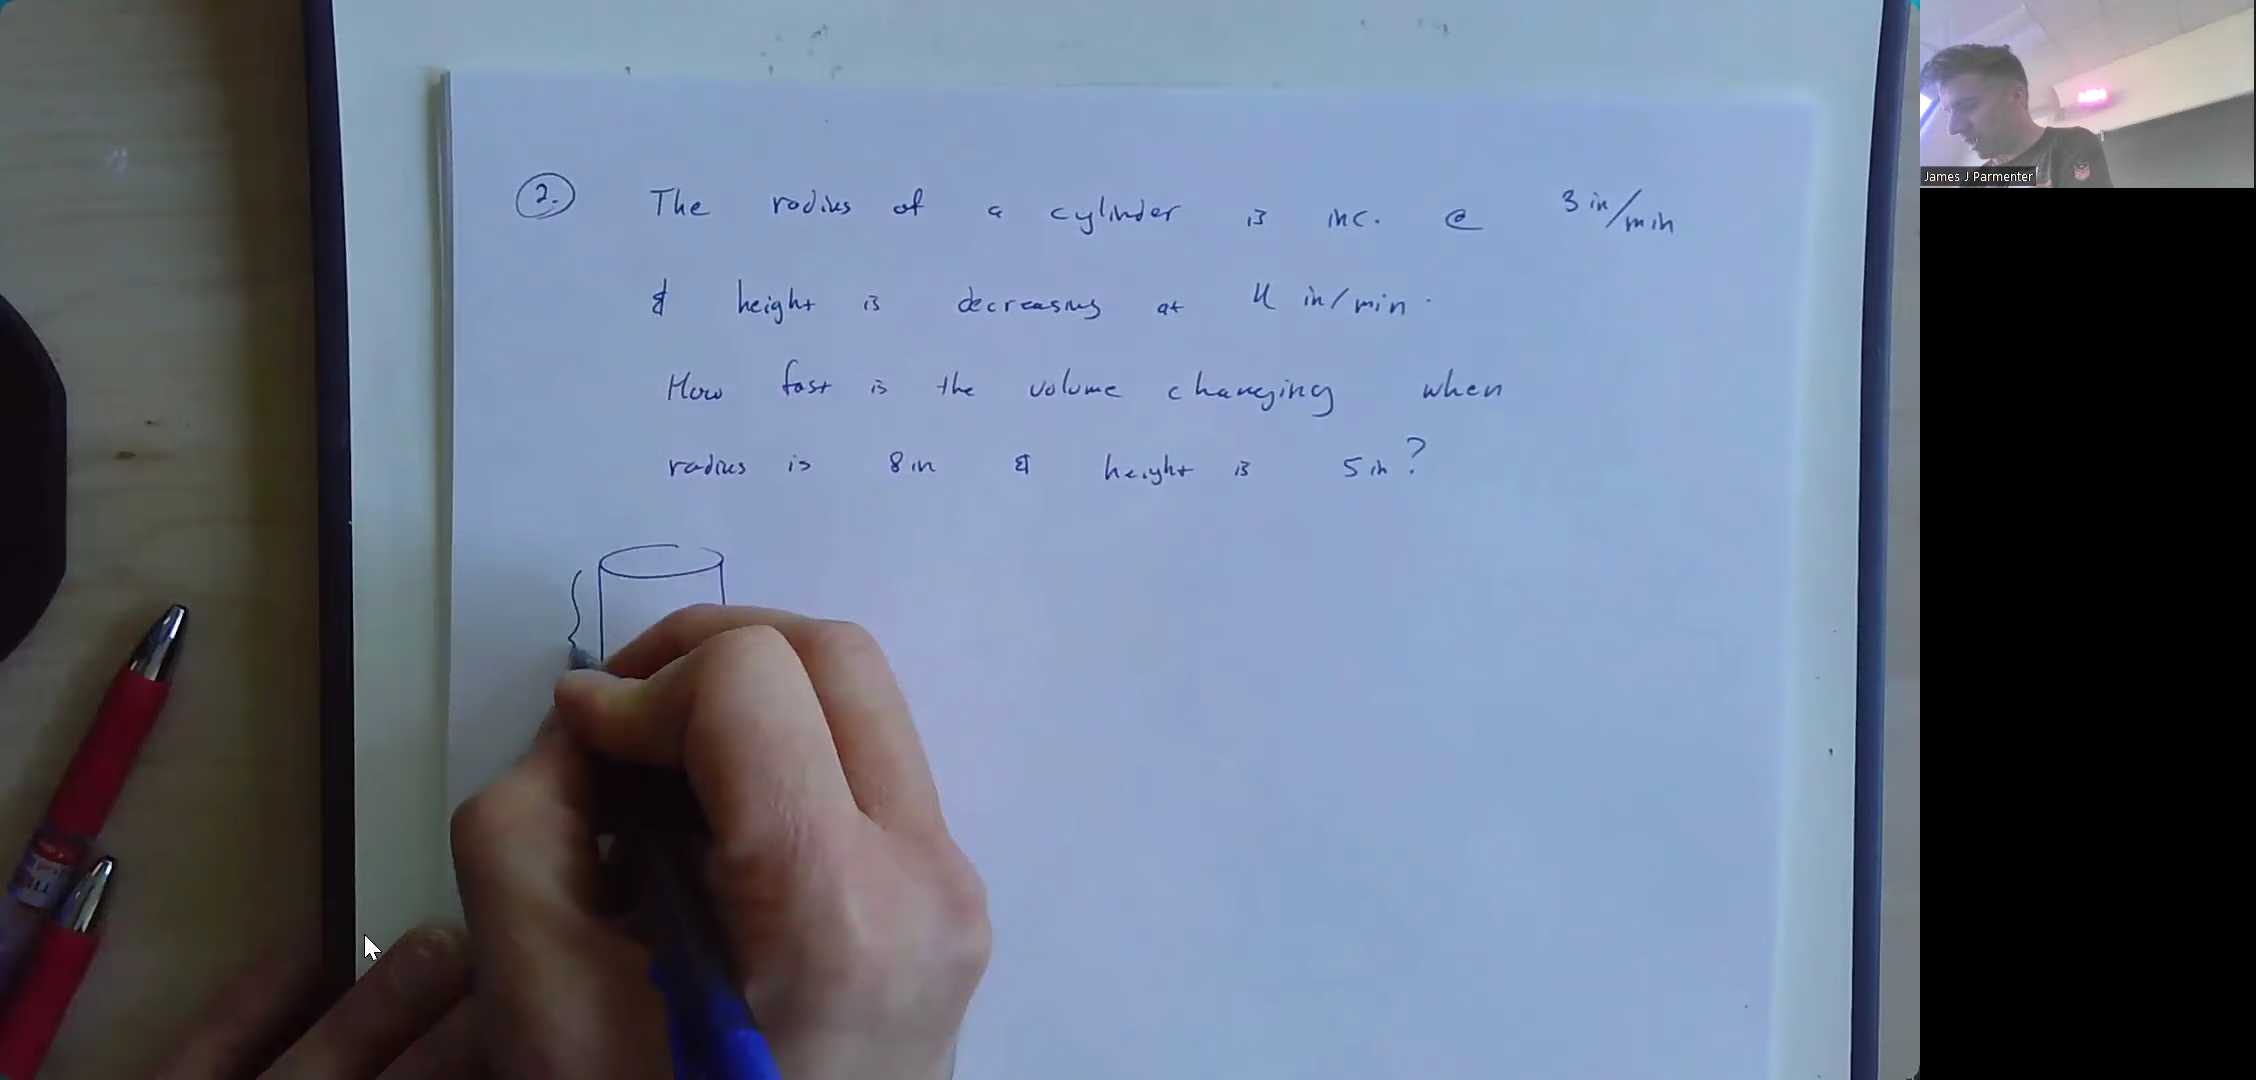 2. The radius of a cylinder is inc. @ 3 in/min
& height is decreasing at 4 in/min.
How fast is the volume changing when
radius is 8 in & height is 5 in?
James J Parmenter